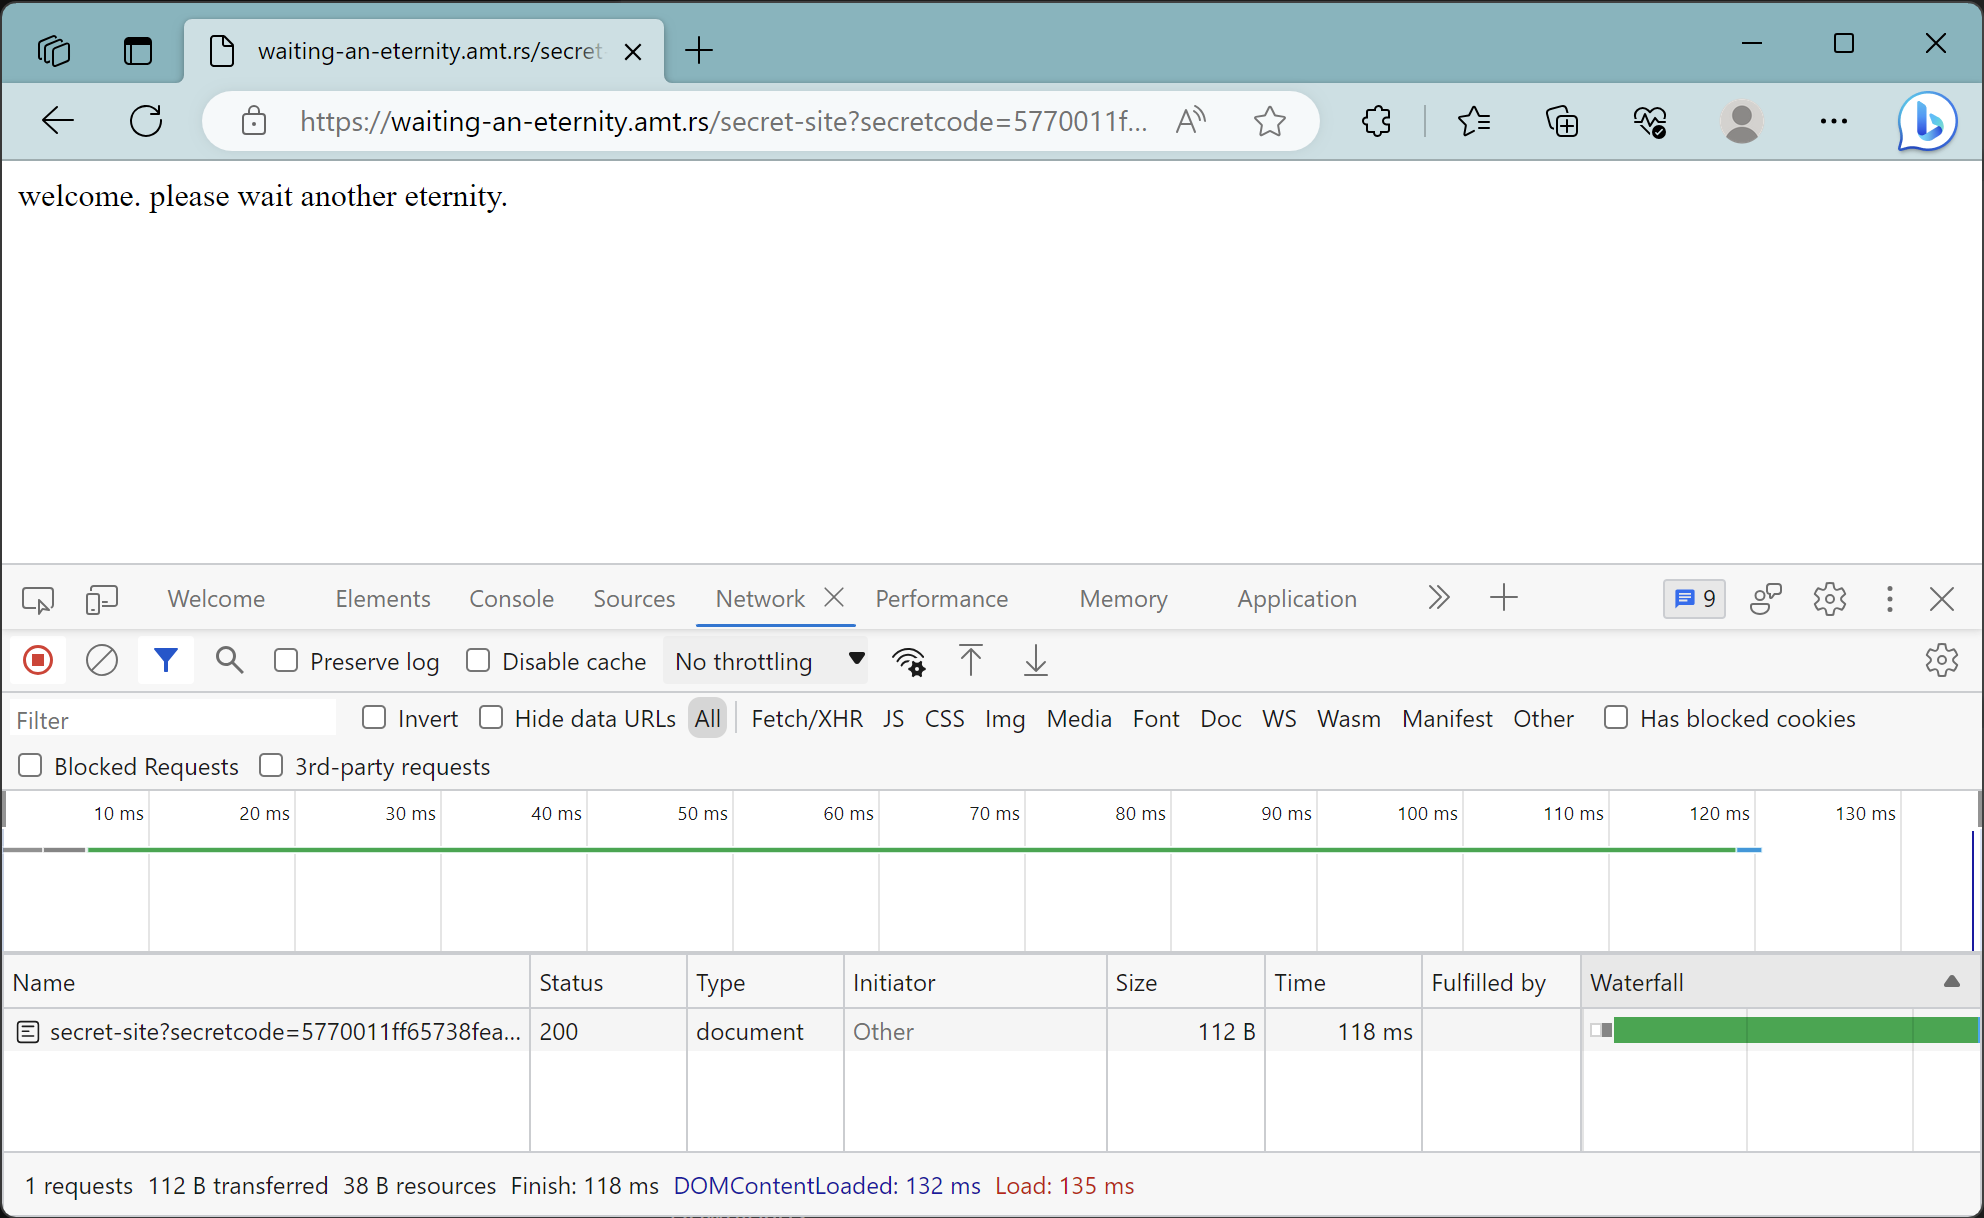 waiting-an-eternity.amt.rs/secret-
https://waiting-an-eternity.amt.rs/secret-site?secretcode=5770011f...
welcome. please wait another eternity.
Welcome Elements Console Sources Network Performance Memory Application 9
Preserve log Disable cache No throttling
Filter Invert Hide data URLs All Fetch/XHR JS CSS Img Media Font Doc WS Wasm Manifest Other Has blocked cookies
Blocked Requests 3rd-party requests
10 ms 20 ms 30 ms 40 ms 50 ms 60 ms 70 ms 80 ms 90 ms 100 ms 110 ms 120 ms 130 ms
Name Status Type Initiator Size Time Fulfilled by Waterfall
secret-site?secretcode=5770011ff65738fea... 200 document Other 112 B 118 ms
1 requests 112 B transferred 38 B resources Finish: 118 ms DOMContentLoaded: 132 ms Load: 135 ms